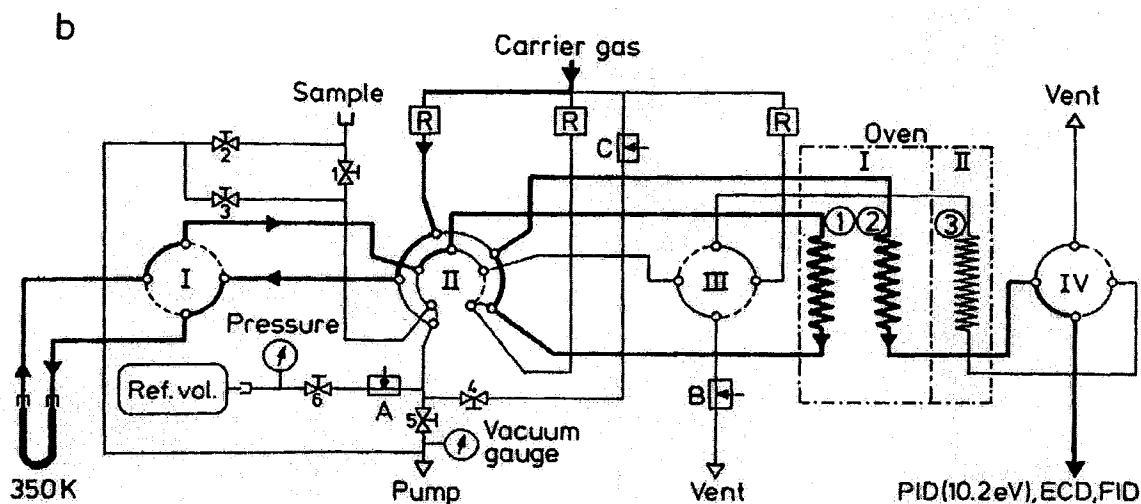 b
Carrier gas
Sample
Vent
R
R
R
Oven
C
I
II
2
1
3
1
2
3
I
II
III
IV
Pressure
Ref. vol.
6
A
4
5
B
Vacuum
gauge
350K
Pump
Vent
PID(10.2eV),ECD,FID